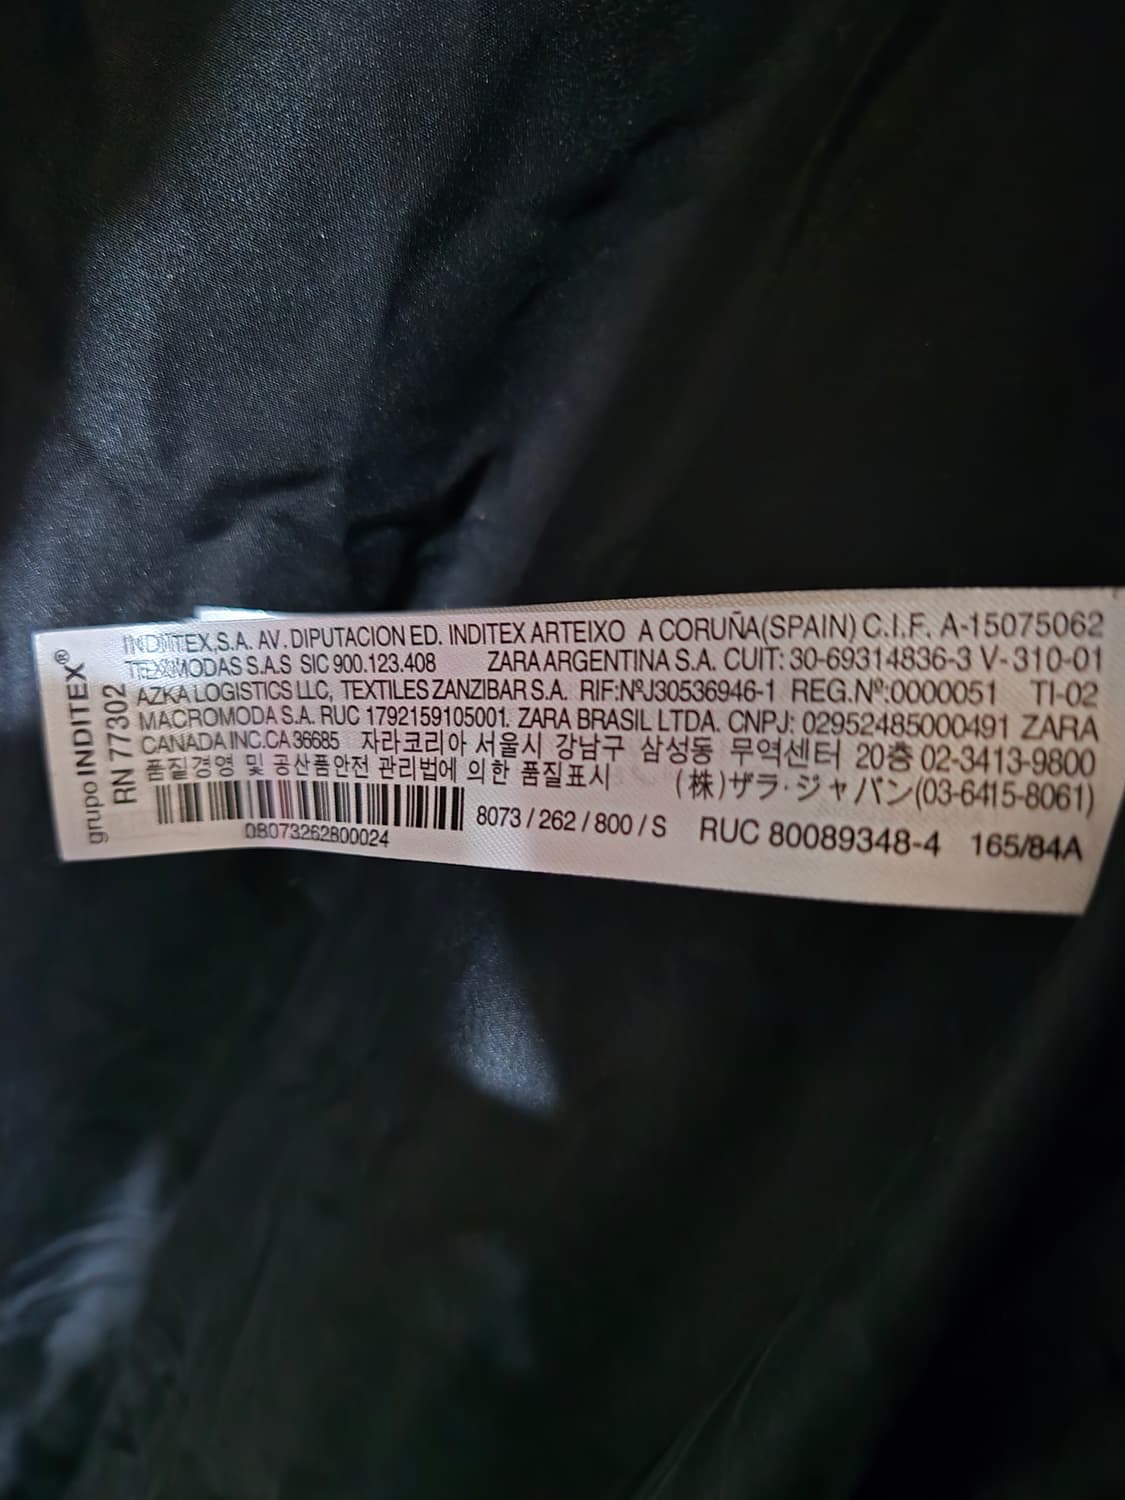 grupo INDITEX®
RN 77302
INDITEX,S.A. AV. DIPUTACION ED. INDITEX ARTEIXO A CORUÑA(SPAIN) C.I.F. A-15075062
TEXMODAS S.A.S SIC 900.123.408 ZARA ARGENTINA S.A. CUIT: 30-69314836-3 V-310-01
AZKA LOGISTICS LLC, TEXTILES ZANZIBAR S.A. RIF:NºJ30536946-1 REG.Nº:0000051 TI-02
MACROMODA S.A. RUC 1792159105001. ZARA BRASIL LTDA. CNPJ: 02952485000491 ZARA
CANADA INC.CA 36685 자라코리아 서울시 강남구 삼성동 무역센터 20층 02-3413-9800
품질경영 및 공산품안전 관리법에 의한 품질표시 (株)ザラ·ジャパン(03-6415-8061)
08073262800024 8073 / 262 / 800 / S RUC 80089348-4 165/84A